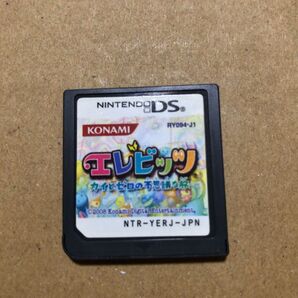 NINTENDO DS
KONAMI RY094-J1
エレビッツ
カイとゼロの不思議な旅
©2008 Konami Digital Entertainment
NTR-YERJ-JPN